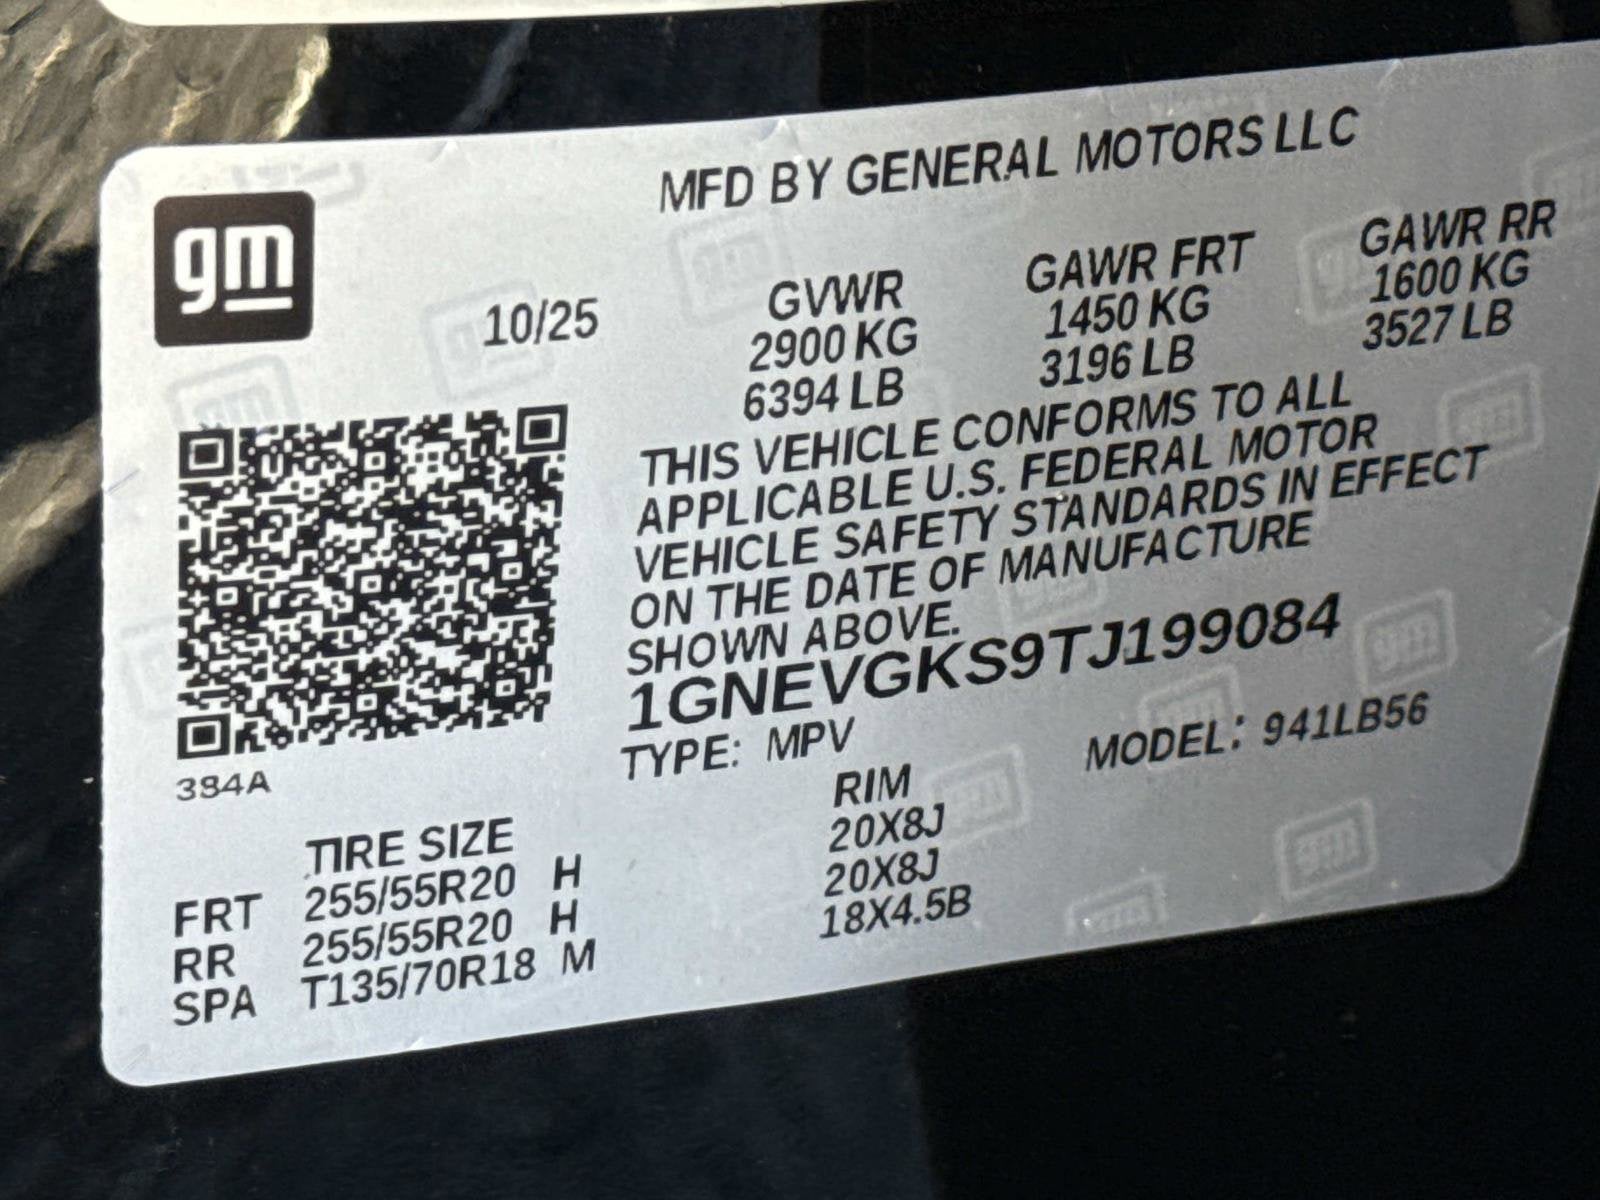 MFD BY GENERAL MOTORS LLC
gm
10/25
GVWR GAWR FRT GAWR RR
2900 KG 1450 KG 1600 KG
6394 LB 3196 LB 3527 LB
THIS VEHICLE CONFORMS TO ALL
APPLICABLE U.S. FEDERAL MOTOR
VEHICLE SAFETY STANDARDS IN EFFECT
ON THE DATE OF MANUFACTURE
SHOWN ABOVE.
1GNEVGKS9TJ199084
TYPE: MPV MODEL: 941LB56
384A
TIRE SIZE RIM
FRT 255/55R20 H 20X8J
RR 255/55R20 H 20X8J
SPA T135/70R18 M 18X4.5B